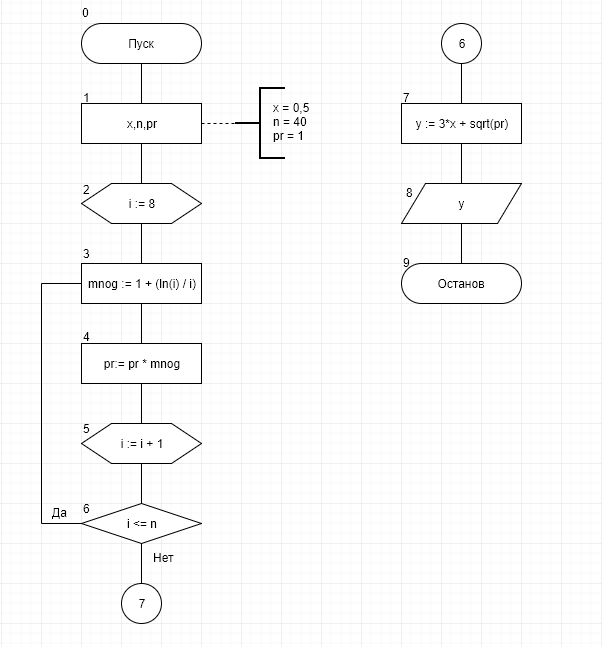 0
Пуск
1
x,n,pr
x = 0,5
n = 40
pr = 1
2
i := 8
3
mnog := 1 + (ln(i) / i)
4
pr:= pr * mnog
5
i := i + 1
6
i <= n
Да
Нет
7
6
7
y := 3*x + sqrt(pr)
8
y
9
Останов